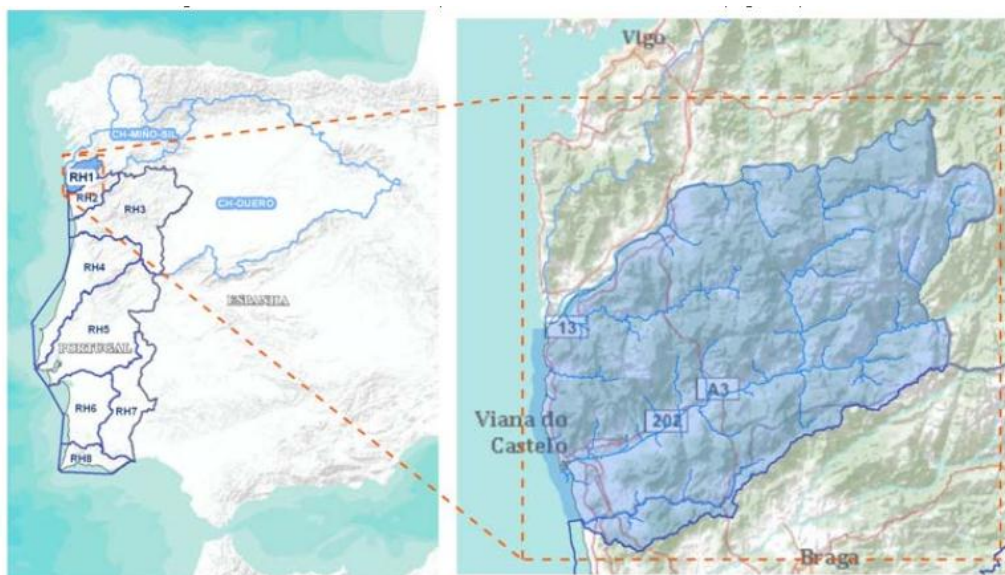 CH-MIÑO-SIL
RH1
RH2
RH3
CH-DUERO
RH4
ESPANHA
RH5
PORTUGAL
RH6
RH7
RH8
Vigo
13
A3
202
Viana do
Castelo
Braga